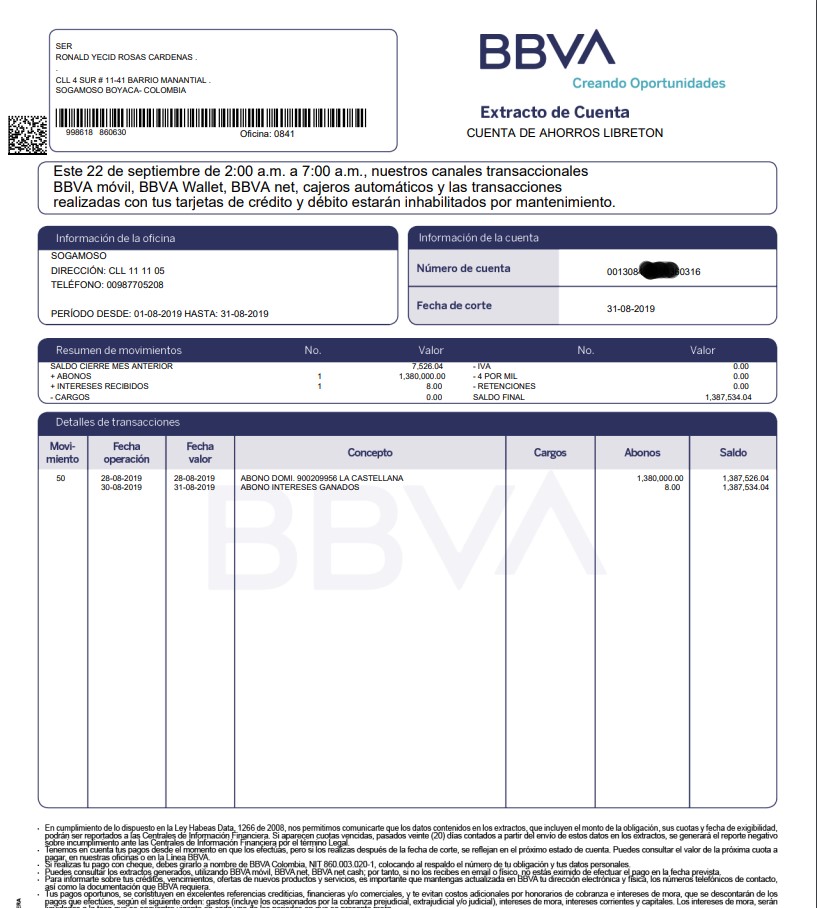 SER
RONALD YECID ROSAS CARDENAS .
.
CLL 4 SUR # 11-41 BARRIO MANANTIAL .
SOGAMOSO BOYACA- COLOMBIA
998618 860630
Oficina: 0841
BBVA
Creando Oportunidades
Extracto de Cuenta
CUENTA DE AHORROS LIBRETON
Este 22 de septiembre de 2:00 a.m. a 7:00 a.m., nuestros canales transaccionales
BBVA móvil, BBVA Wallet, BBVA net, cajeros automáticos y las transacciones
realizadas con tus tarjetas de crédito y débito estarán inhabilitados por mantenimiento.
Información de la oficina
SOGAMOSO
DIRECCIÓN: CLL 11 11 05
TELÉFONO: 00987705208
PERÍODO DESDE: 01-08-2019 HASTA: 31-08-2019
Información de la cuenta
Número de cuenta 001308 0316
Fecha de corte 31-08-2019
Resumen de movimientos No. Valor No. Valor
SALDO CIERRE MES ANTERIOR 7,526.04 - IVA 0.00
+ ABONOS 1 1,380,000.00 - 4 POR MIL 0.00
+ INTERESES RECIBIDOS 1 8.00 - RETENCIONES 0.00
- CARGOS 0.00 SALDO FINAL 1,387,534.04
Detalles de transacciones
Movi-miento Fecha operación Fecha valor Concepto Cargos Abonos Saldo
50 28-08-2019 28-08-2019 ABONO DOMI. 900209956 LA CASTELLANA 1,380,000.00 1,387,526.04
30-08-2019 31-08-2019 ABONO INTERESES GANADOS 8.00 1,387,534.04
BBVA
· En cumplimiento de lo dispuesto en la Ley Habeas Data, 1266 de 2008, nos permitimos comunicarte que los datos contenidos en los extractos, que incluyen el monto de la obligación, sus cuotas y fecha de exigibilidad,
podrán ser reportados a las Centrales de Información Financiera. Si aparecen cuotas vencidas, pasados veinte (20) días contados a partir del envío de estos datos en los extractos, se generará el reporte negativo
sobre incumplimiento ante las Centrales de Información Financiera por el término Legal.
· Tenemos en cuenta tus pagos desde el momento en que los efectúas, pero si los realizas después de la fecha de corte, se reflejan en el próximo estado de cuenta. Puedes consultar el valor de la próxima cuota a
pagar, en nuestras oficinas o en la Línea BBVA.
· Si realizas tu pago con cheque, debes girarlo a nombre de BBVA Colombia, NIT 860.003.020-1, colocando al respaldo el número de tu obligación y tus datos personales.
· Puedes consultar los extractos generados, utilizando BBVA móvil, BBVA net, BBVA net cash; por tanto, si no los recibes en email o físico, no estás eximido de efectuar el pago en la fecha prevista.
· Para informarte sobre tus créditos, vencimientos, ofertas de nuevos productos y servicios, es importante que mantengas actualizada en BBVA tu dirección electrónica y física, los números telefónicos de contacto,
así como la documentación que BBVA requiera.
· Tus pagos oportunos, se constituyen en excelentes referencias crediticias, financieras y/o comerciales, y te evitan costos adicionales por honorarios de cobranza e intereses de mora, que se descontarán de los
pagos que efectúes, según el siguiente orden: gastos (incluye los ocasionados por la cobranza prejudicial, extrajudicial y/o judicial), intereses de mora, intereses corrientes y capitales. Los intereses de mora, serán